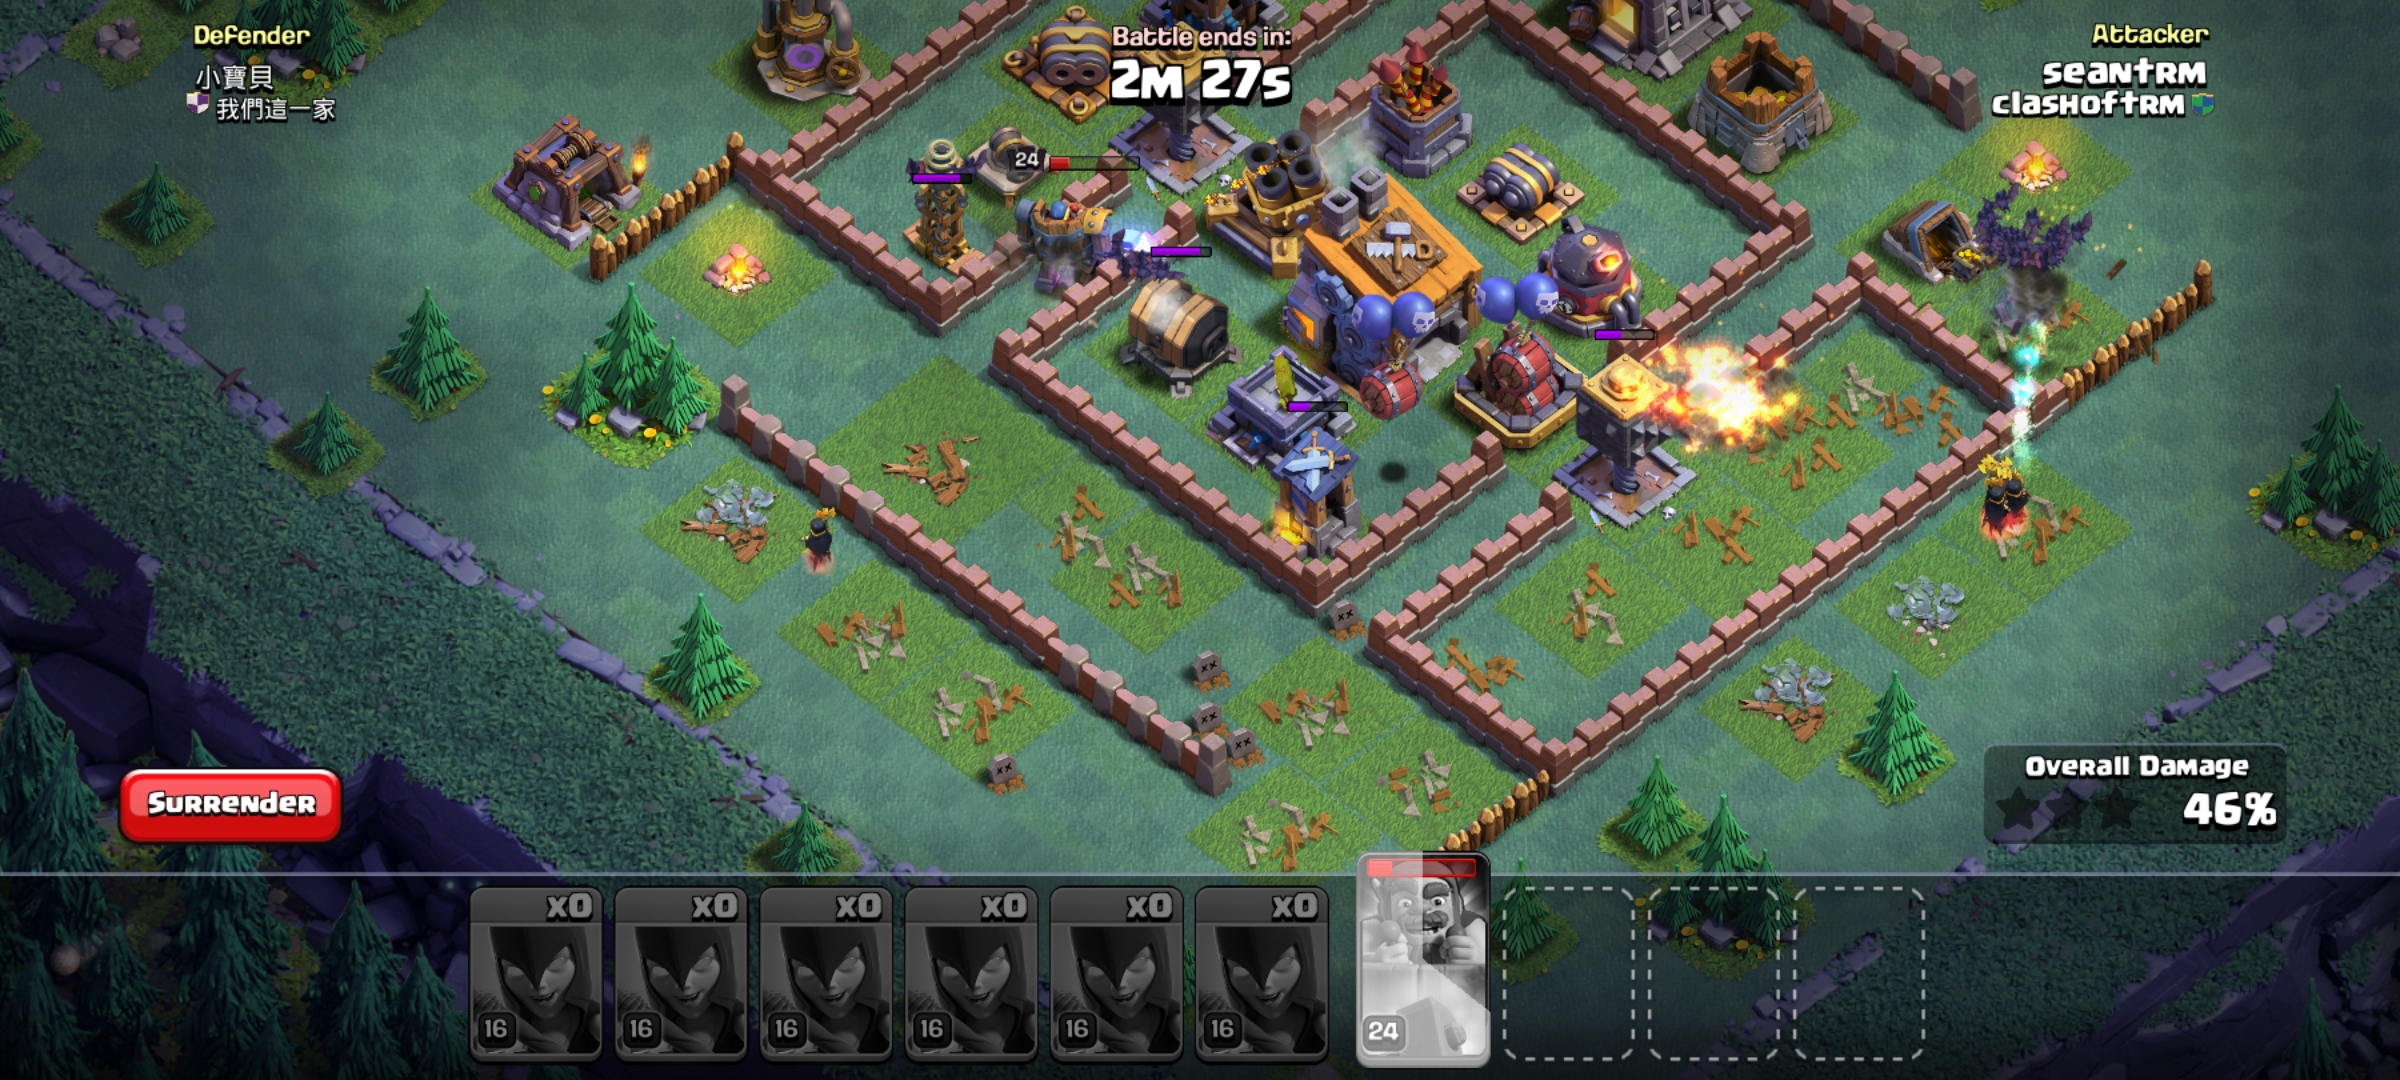 Defender
小寶貝
我們這一家
Battle ends in:
2M 27S
Attacker
seantRM
clashoftRM
24
Surrender
Overall Damage
46%
x0
x0
x0
x0
x0
x0
16
16
16
16
16
16
24